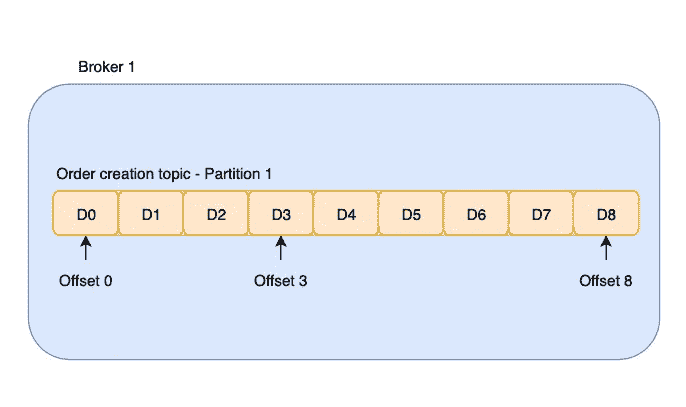 Broker 1
Order creation topic - Partition 1
D0 D1 D2 D3 D4 D5 D6 D7 D8
Offset 0 Offset 3 Offset 8